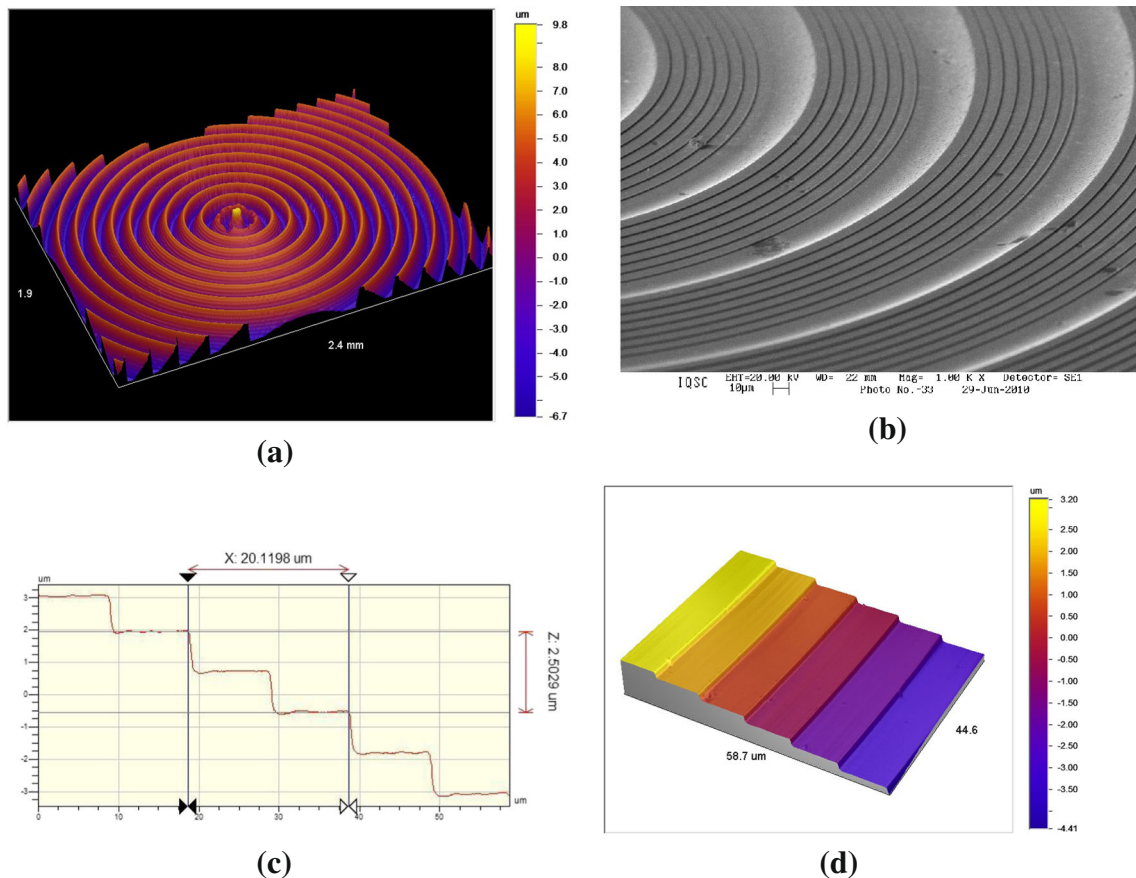 um
9.8
8.0
7.0
6.0
5.0
4.0
3.0
2.0
1.0
0.0
-1.0
-2.0
-3.0
-4.0
-5.0
-6.7
1.9
2.4 mm
(a)
IQSC EHT=20.00 kV WD= 22 mm Mag= 1.00 K X Detector= SE1
10µm Photo No.-33 29-Jun-2010
(b)
X: 20.1198 um
um
3
2
1
0
-1
-2
-3
0 10 20 30 40 50
um
Z: 2.5029 um
(c)
um
3.20
2.50
2.00
1.50
1.00
0.50
0.00
-0.50
-1.00
-1.50
-2.00
-2.50
-3.50
-4.41
58.7 um
44.6
(d)